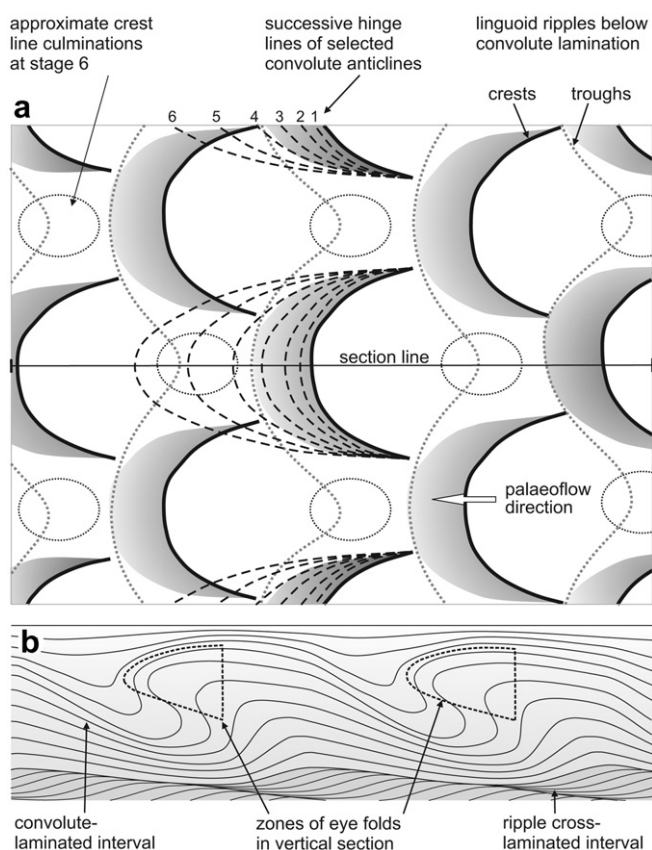 approximate crest
line culminations
at stage 6
successive hinge
lines of selected
convolute anticlines
linguoid ripples below
convolute lamination
crests
troughs
a
6 5 4 3 2 1
section line
palaeoflow
direction
b
convolute-
laminated interval
zones of eye folds
in vertical section
ripple cross-
laminated interval